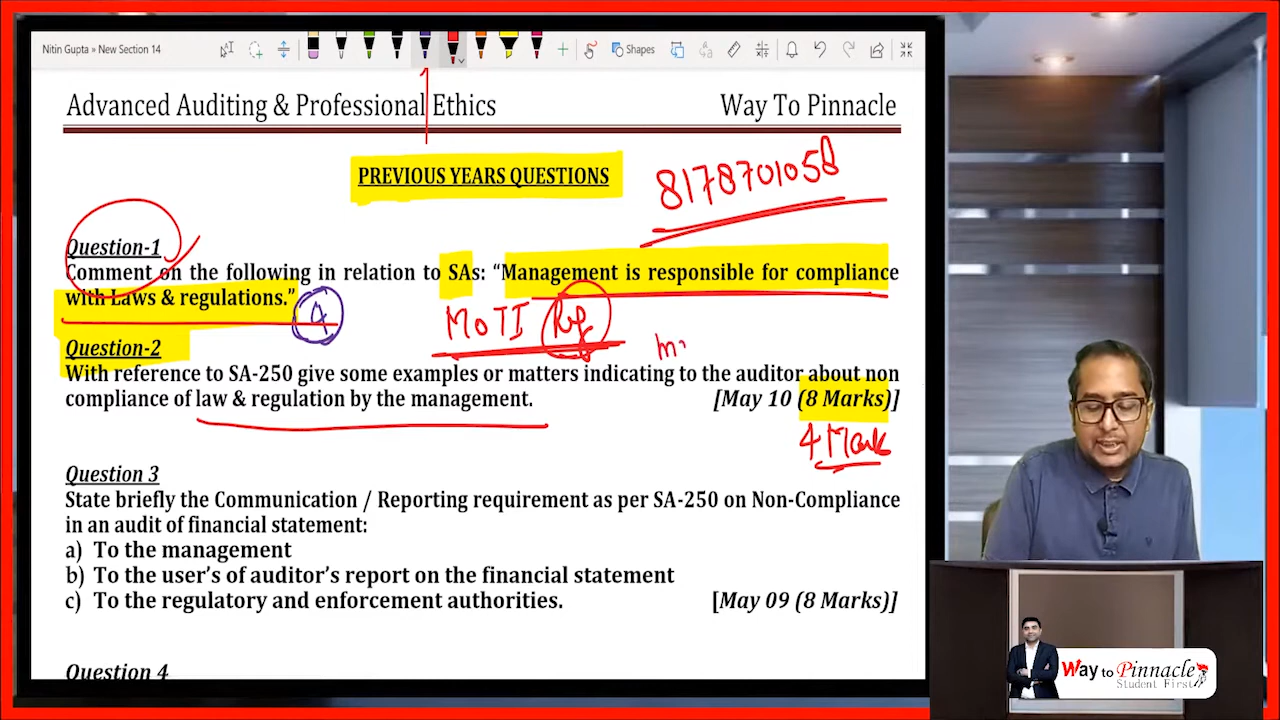 Nitin Gupta » New Section 14
Shapes
Advanced Auditing & Professional Ethics
Way To Pinnacle
PREVIOUS YEARS QUESTIONS
8178701058
Question-1
Comment on the following in relation to SAs: “Management is responsible for compliance
with Laws & regulations.”
4
MoTI Reg
Question-2
With reference to SA-250 give some examples or matters indicating to the auditor about non
compliance of law & regulation by the management.
[May 10 (8 Marks)]
4 Mark
Question 3
State briefly the Communication / Reporting requirement as per SA-250 on Non-Compliance
in an audit of financial statement:
a) To the management
b) To the user’s of auditor’s report on the financial statement
c) To the regulatory and enforcement authorities.
[May 09 (8 Marks)]
Question 4
Way to Pinnacle
Student First